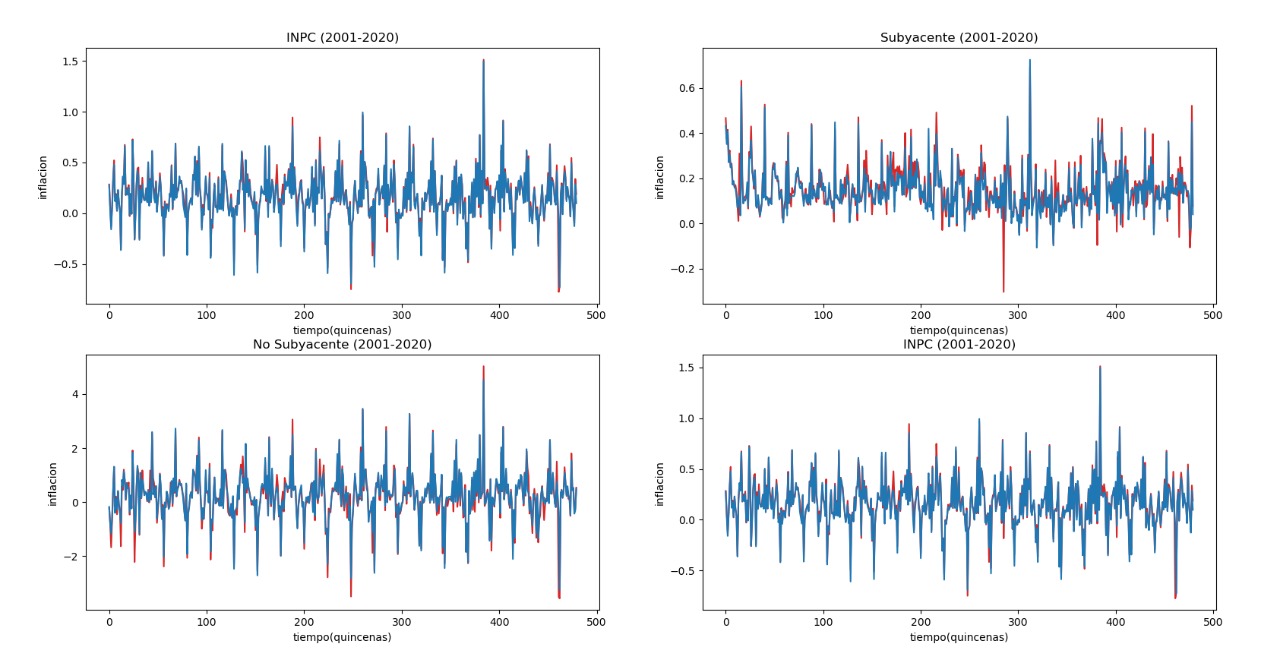 INPC (2001-2020)
inflacion
1.5
1.0
0.5
0.0
−0.5
0 100 200 300 400 500
tiempo(quincenas)
Subyacente (2001-2020)
inflacion
0.6
0.4
0.2
0.0
−0.2
0 100 200 300 400 500
tiempo(quincenas)
No Subyacente (2001-2020)
inflacion
4
2
0
−2
0 100 200 300 400 500
tiempo(quincenas)
INPC (2001-2020)
inflacion
1.5
1.0
0.5
0.0
−0.5
0 100 200 300 400 500
tiempo(quincenas)